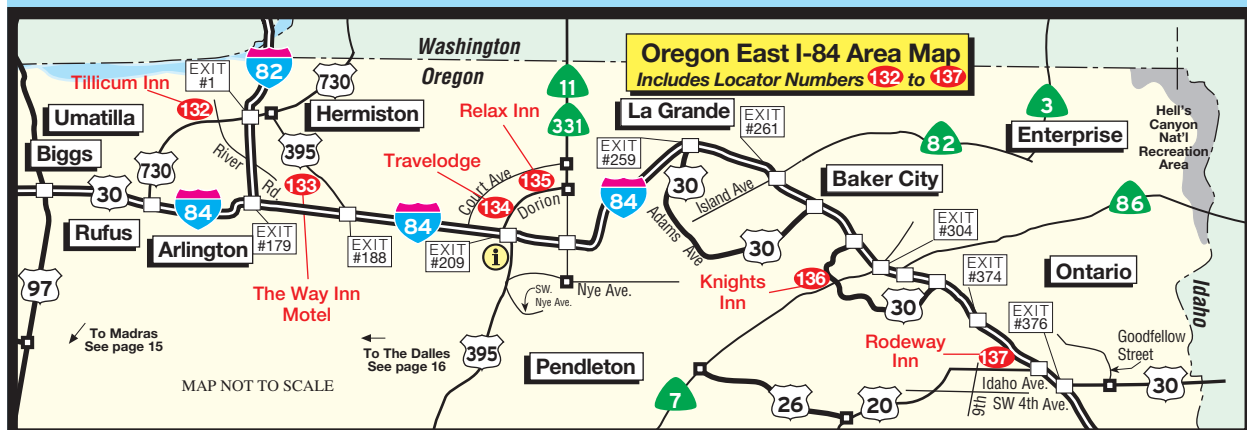 Washington
Oregon
Oregon East I-84 Area Map
Includes Locator Numbers 132 to 137
Tillicum Inn
132
EXIT
#1
82
730
Umatilla
Hermiston
Biggs
730
River
Rd.
395
Relax Inn
11
331
La Grande
EXIT
#259
EXIT
#261
3
Hell's
Canyon
Nat'l
Recreation
Area
82
Enterprise
Travelodge
Court Ave
135
134
Dorion
133
30
84
Rufus
Arlington
EXIT
#179
EXIT
#188
84
EXIT
#209
i
84
30
Island Ave
Adams Ave
30
Baker City
86
EXIT
#304
EXIT
#374
Ontario
Idaho
97
The Way Inn
Motel
SW.
Nye Ave.
Nye Ave.
Knights
Inn
136
30
EXIT
#376
Goodfellow
Street
To Madras
See page 15
To The Dalles
See page 16
395
Pendleton
Rodeway
Inn
137
MAP NOT TO SCALE
7
26
20
9th
Idaho Ave.
SW 4th Ave.
30